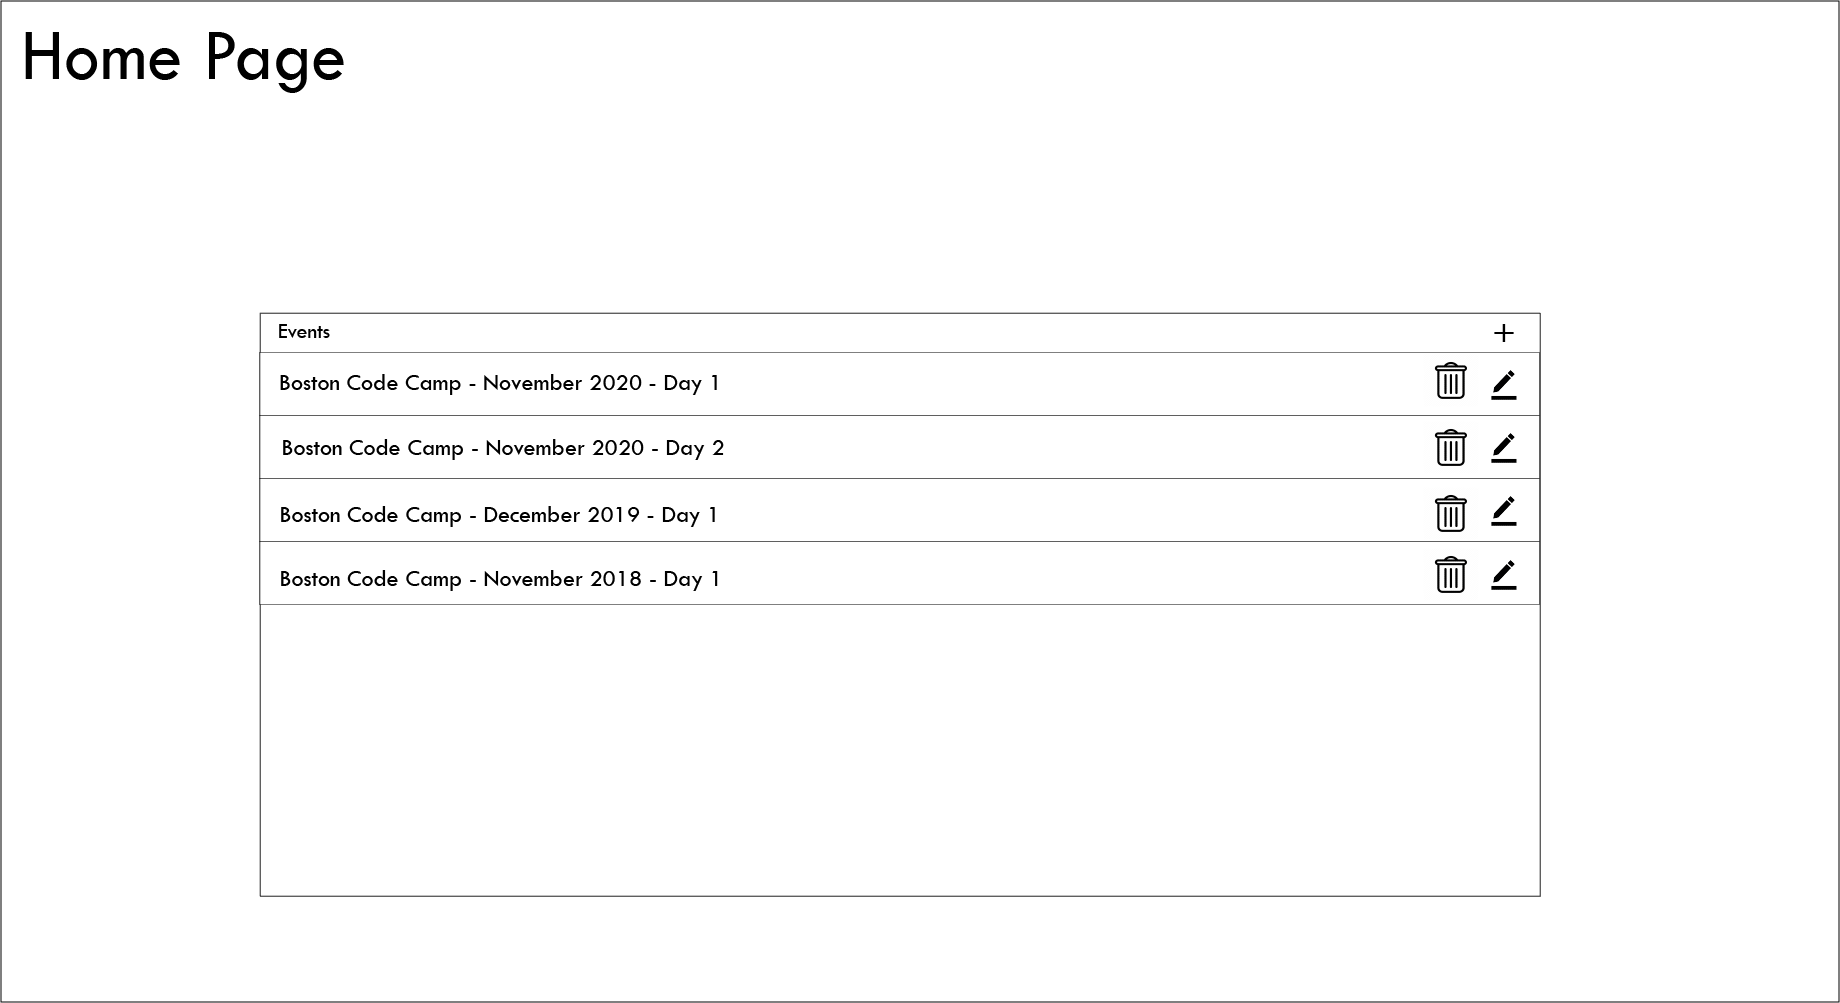 Home Page
Events
Boston Code Camp - November 2020 - Day 1
Boston Code Camp - November 2020 - Day 2
Boston Code Camp - December 2019 - Day 1
Boston Code Camp - November 2018 - Day 1